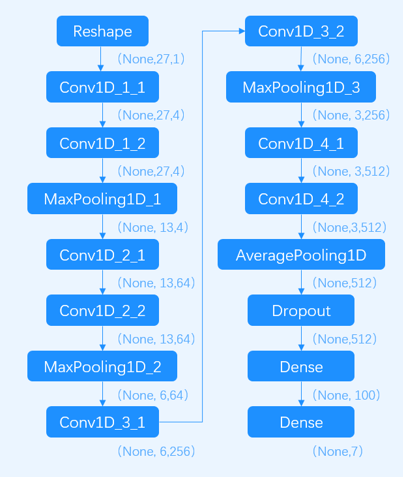 Reshape
(None,27,1)
Conv1D_1_1
(None,27,4)
Conv1D_1_2
(None,27,4)
MaxPooling1D_1
(None, 13,4)
Conv1D_2_1
(None, 13,64)
Conv1D_2_2
(None, 13,64)
MaxPooling1D_2
(None, 6,64)
Conv1D_3_1
(None, 6,256)
Conv1D_3_2
(None, 6,256)
MaxPooling1D_3
(None, 3,256)
Conv1D_4_1
(None, 3,512)
Conv1D_4_2
(None,3,512)
AveragePooling1D
(None,512)
Dropout
(None,512)
Dense
(None, 100)
Dense
(None,7)